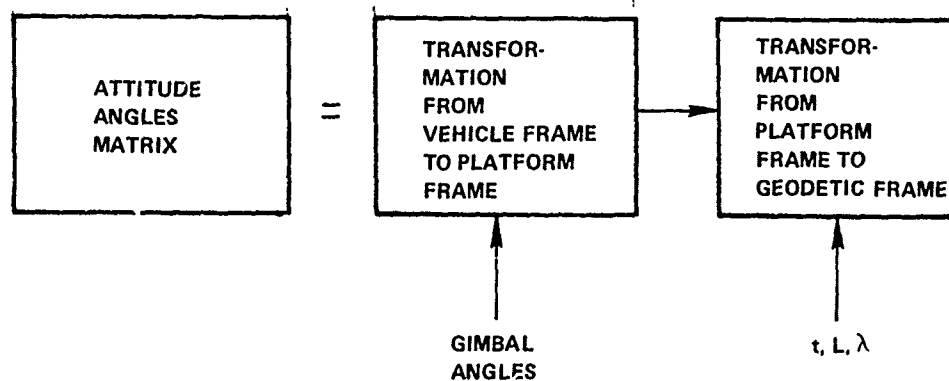 ATTITUDE
ANGLES
MATRIX
=
TRANSFOR-
MATION
FROM
VEHICLE FRAME
TO PLATFORM
FRAME
TRANSFOR-
MATION
FROM
PLATFORM
FRAME TO
GEODETIC FRAME
GIMBAL
ANGLES
t, L, λ